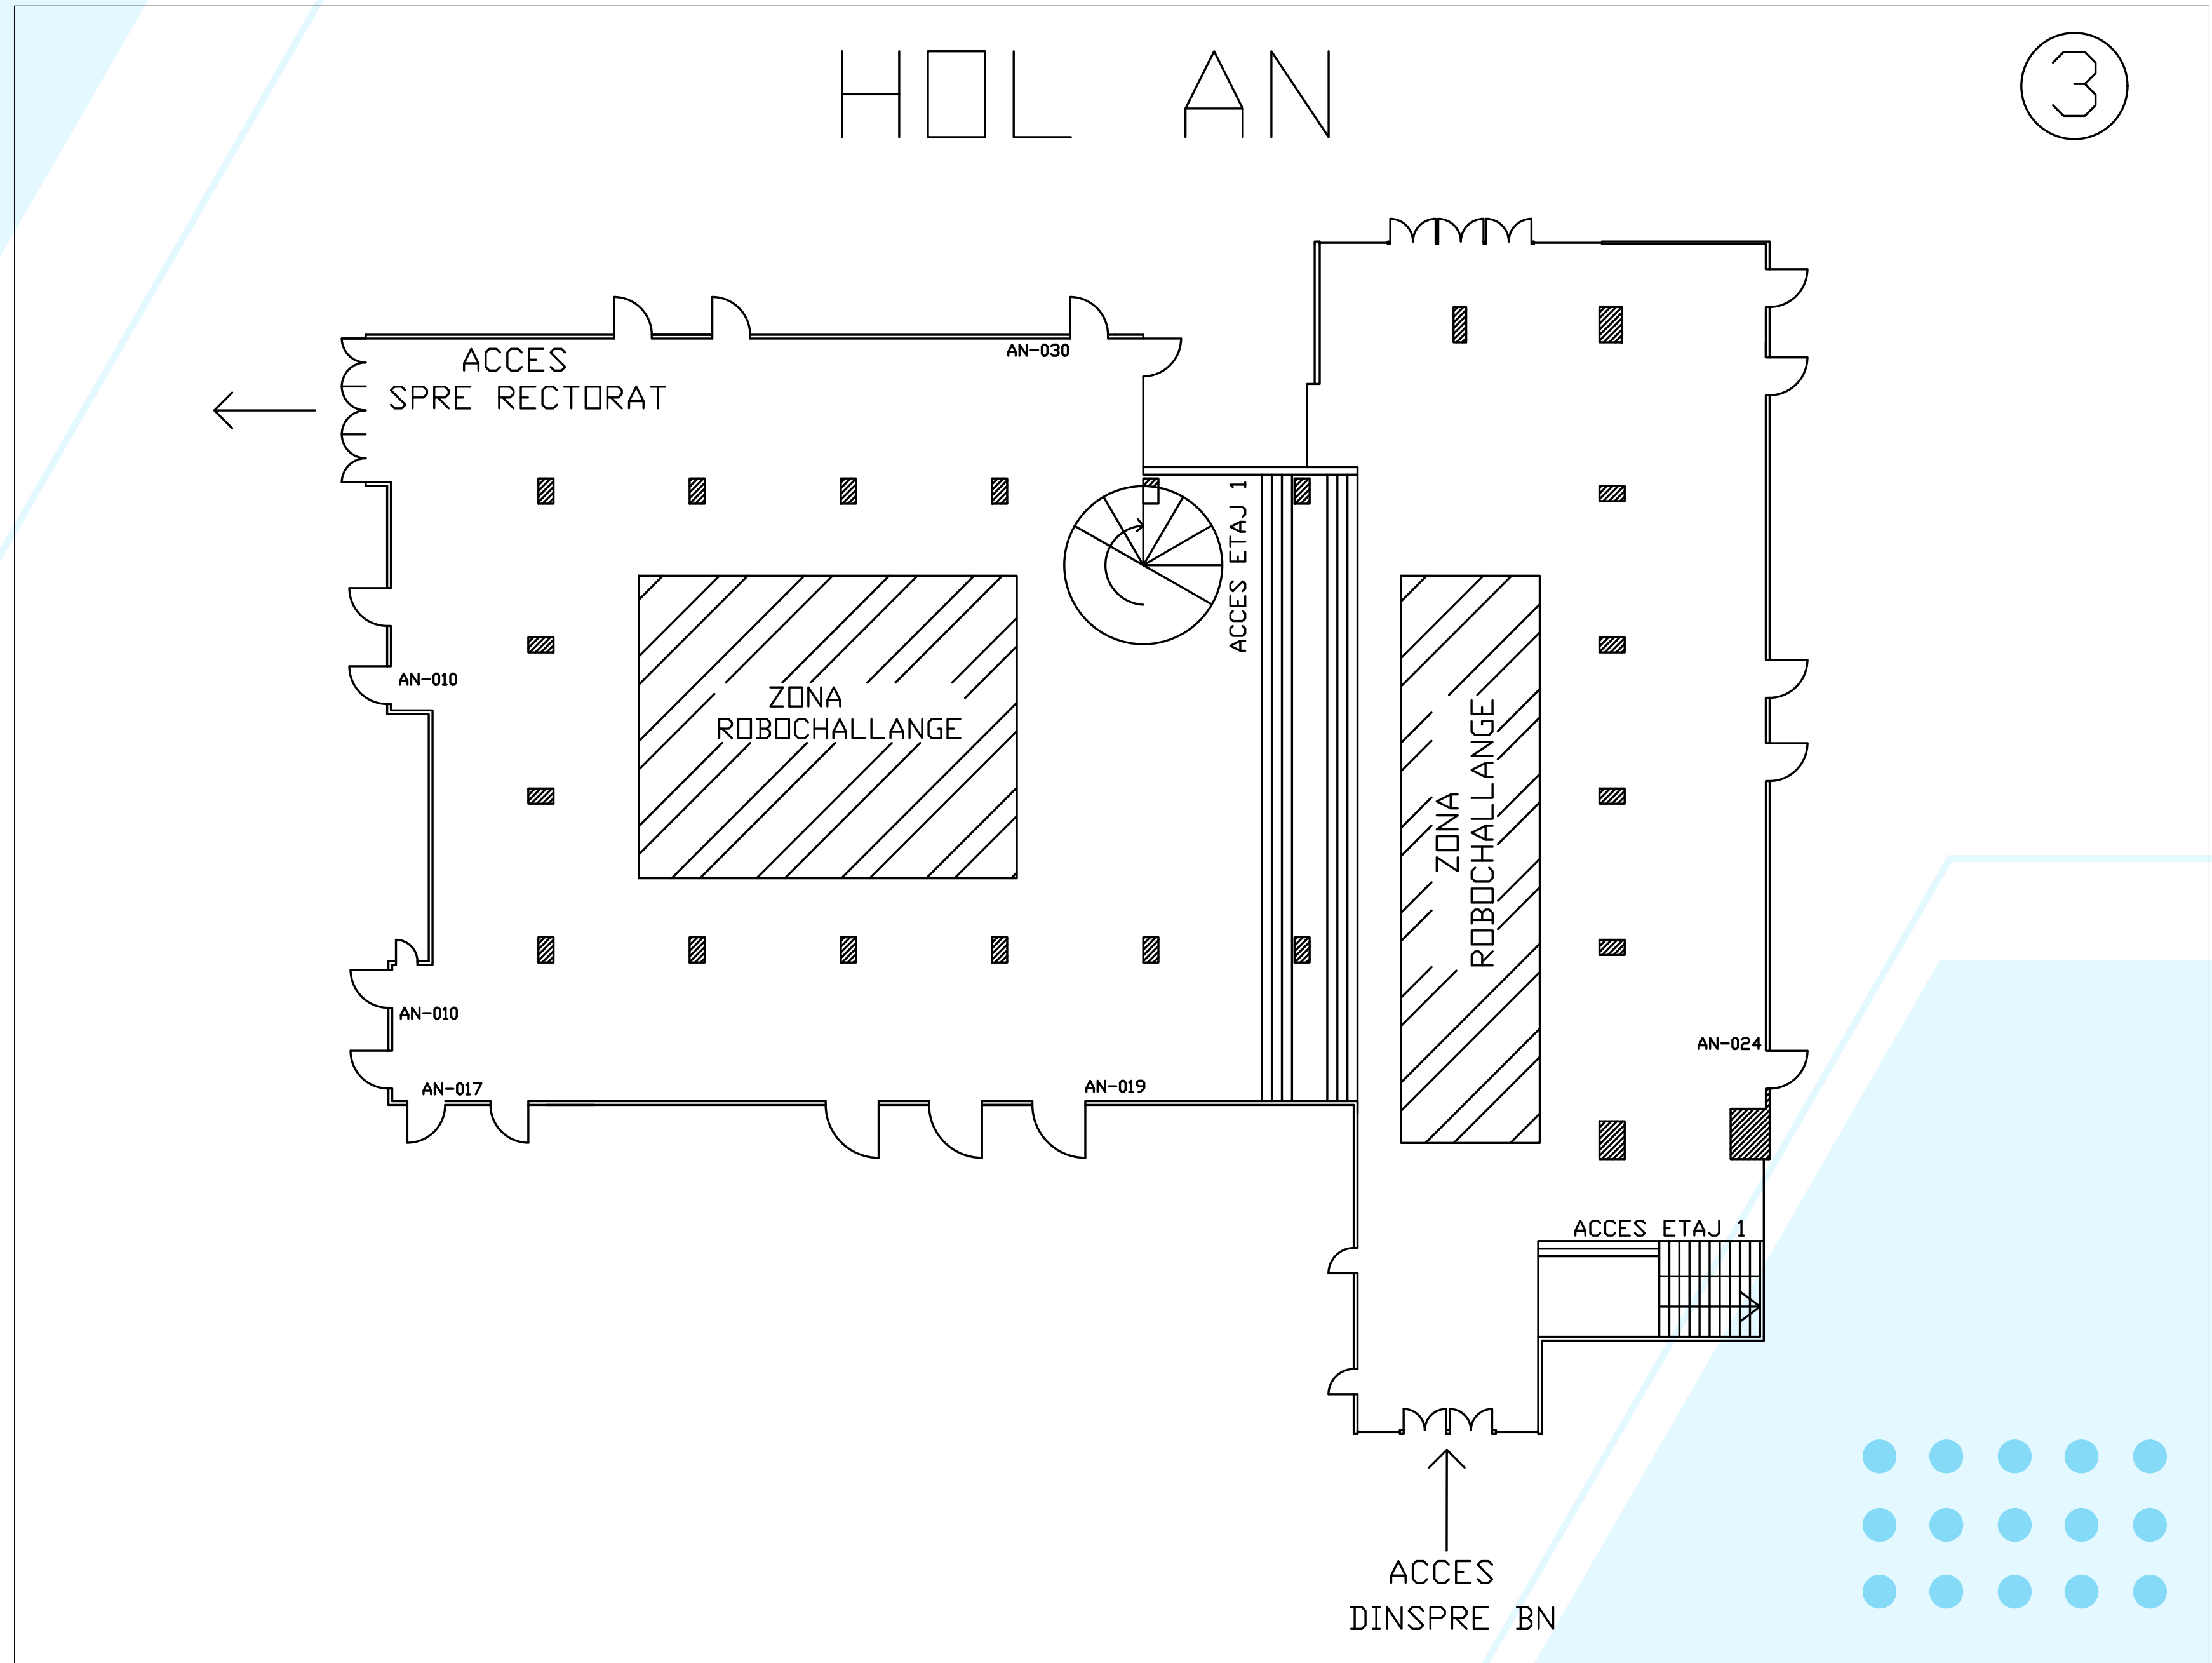 HOL AN
3
ACCES
SPRE RECTORAT
AN-030
ACCES ETAJ 1
AN-010
ZONA
ROBOCHALLANGE
ZONA
ROBOCHALLANGE
AN-010
AN-017
AN-019
AN-024
ACCES ETAJ 1
ACCES
DINSPRE BN